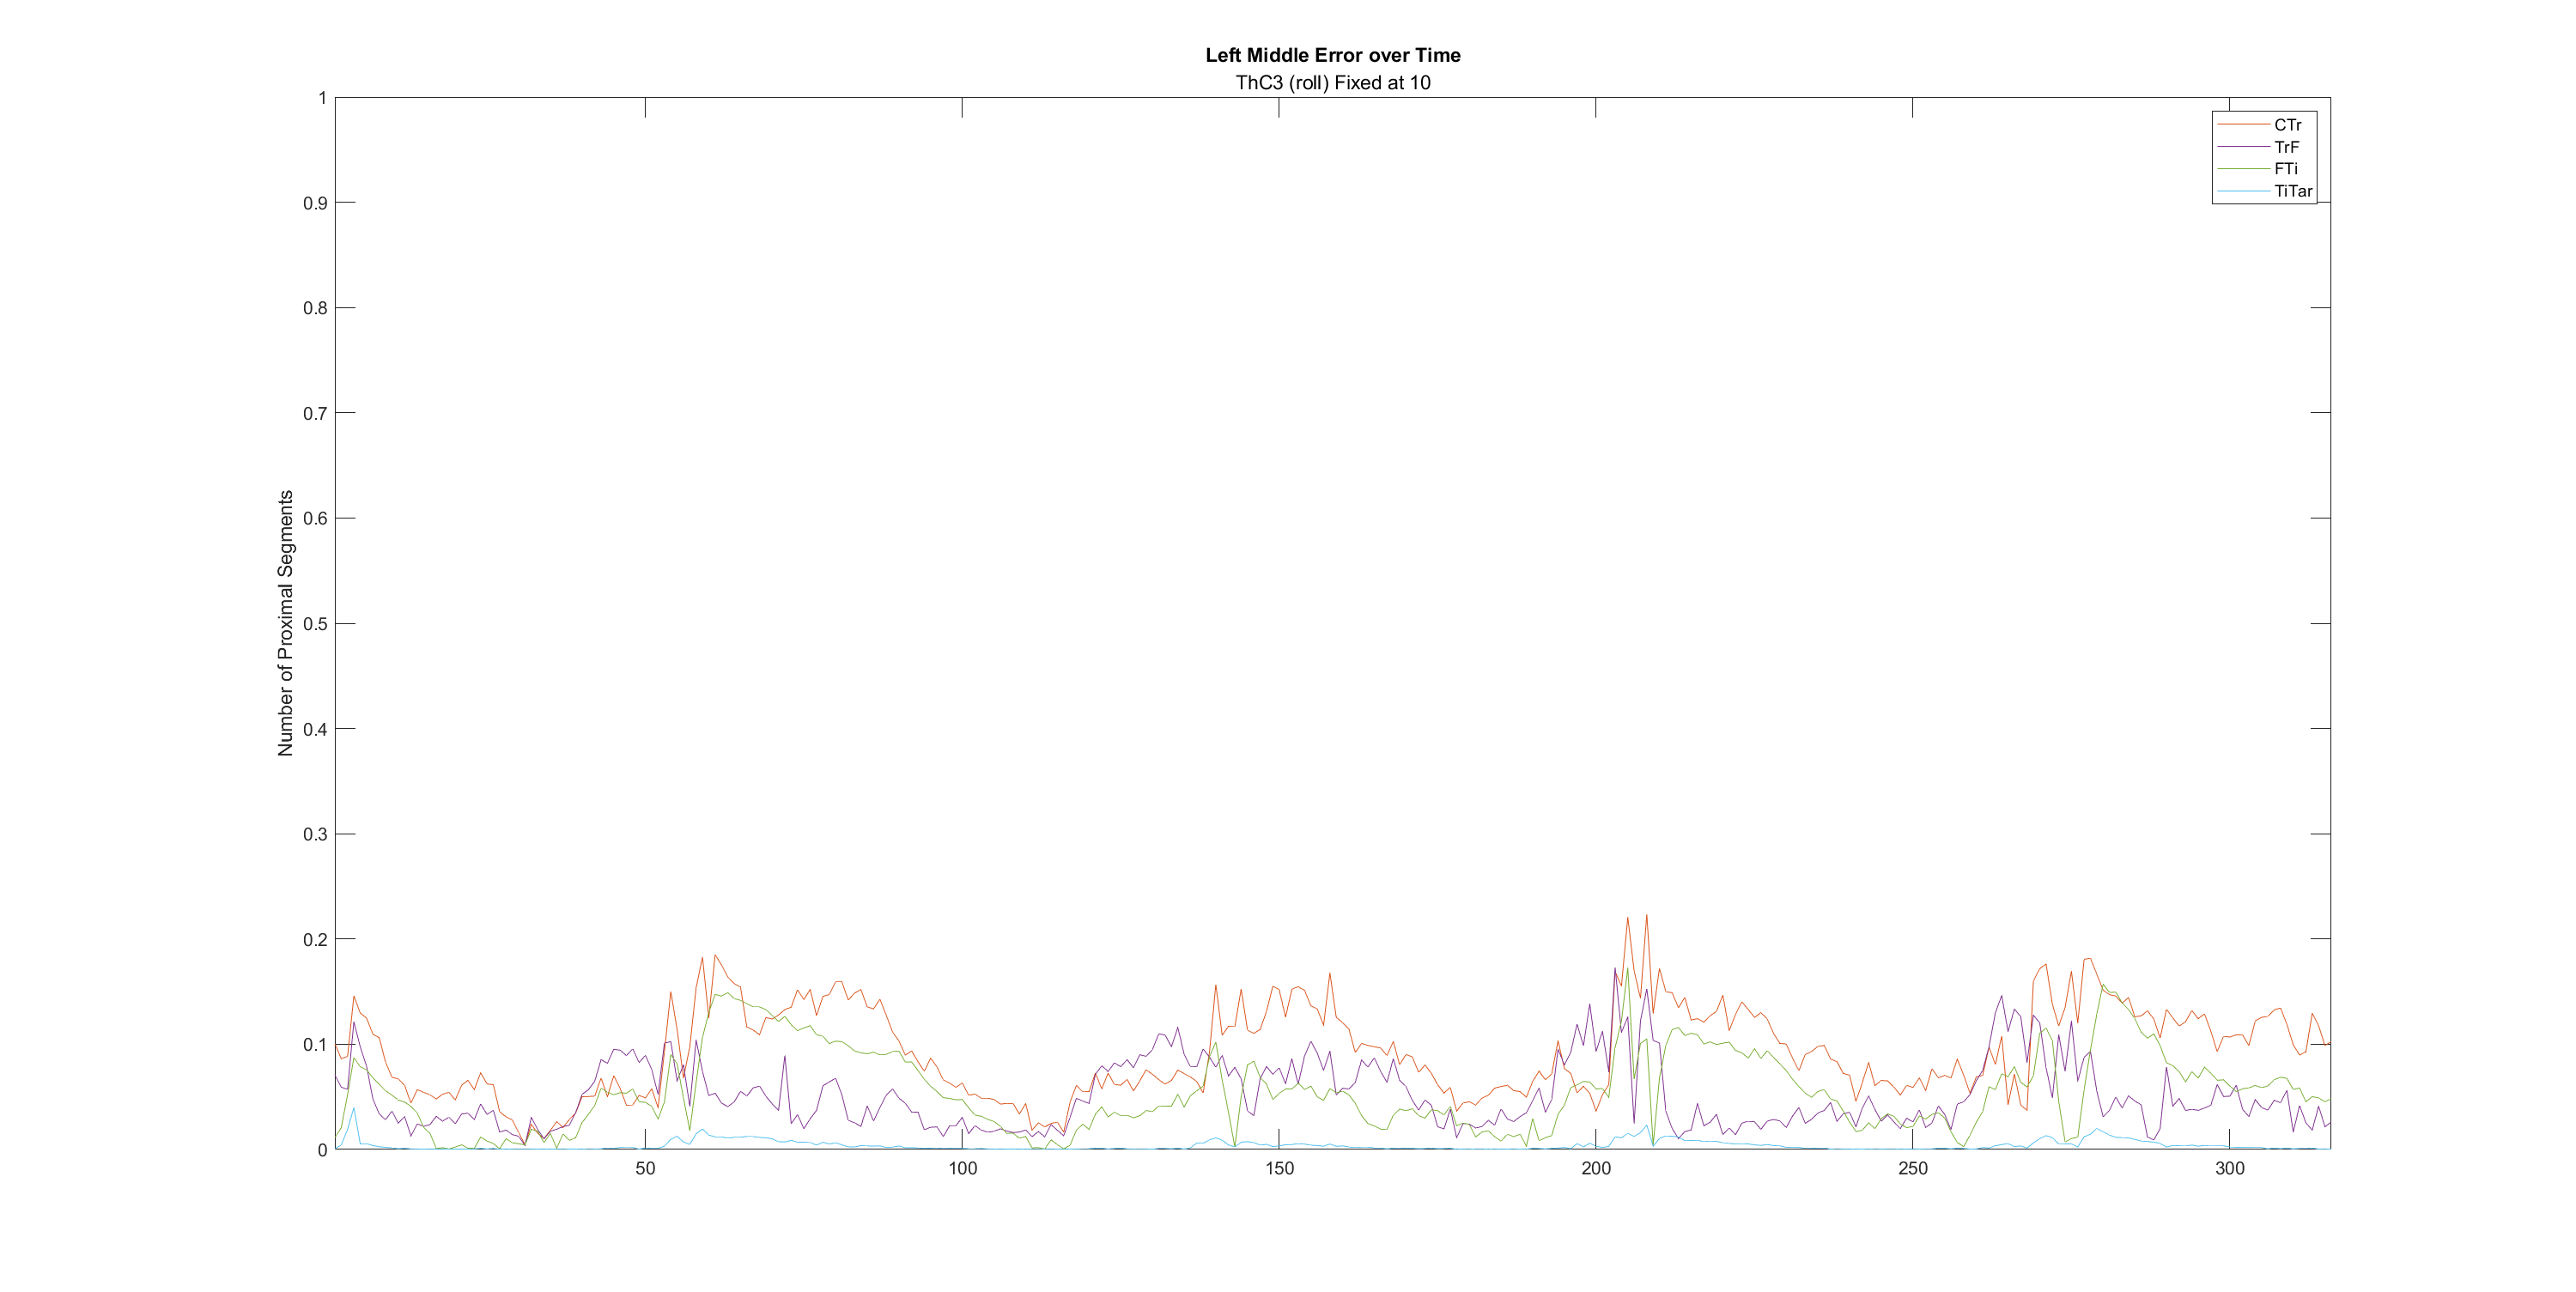 Left Middle Error over Time
ThC3 (roll) Fixed at 10
1
0.9
0.8
0.7
0.6
0.5
0.4
0.3
0.2
0.1
0
Number of Proximal Segments
CTr
TrF
FTi
TiTar
50
100
150
200
250
300